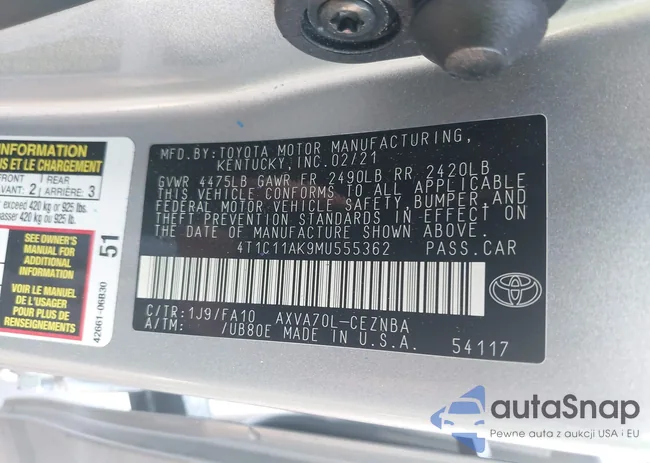 MFD.BY:TOYOTA MOTOR MANUFACTURING,
KENTUCKY,INC.02/21
GVWR 4475LB GAWR FR 2490LB RR 2420LB
THIS VEHICLE CONFORMS TO ALL APPLICABLE
FEDERAL MOTOR VEHICLE SAFETY, BUMPER,AND
THEFT PREVENTION STANDARDS IN EFFECT ON
THE DATE OF MANUFACTURE SHOWN ABOVE.
4T1C11AK9MU555362 PASS.CAR
C/TR:1J9/FA10 AXVA70L-CEZNBA
A/TM: /UB80E MADE IN U.S.A.
54117
INFORMATION
US ET LE CHARGEMENT
FRONT REAR
VANT: 2 ARRIÈRE: 3
exceed 420 kg or 925 lbs.
asser 420 kg ou 925 lb.
SEE OWNER'S
MANUAL FOR
ADDITIONAL
INFORMATION
VOIR LE MANUEL
DE L'USAGER
POUR PLUS DE
RENSEIGNEMENTS
51
42661-06B30
autaSnap
Pewne auta z aukcji USA i EU